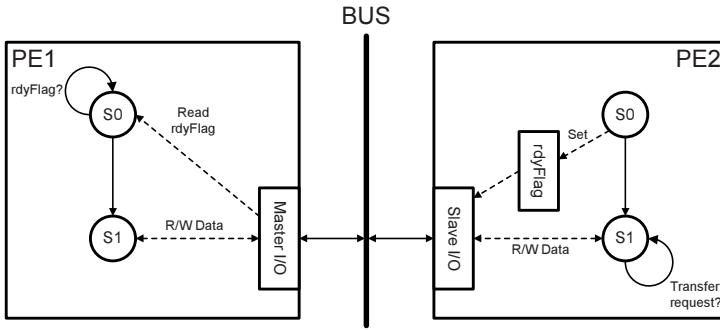 BUS
PE1
PE2
rdyFlag?
S0
Read
rdyFlag
S0
Set
rdyFlag
S1
R/W Data
Master I/O
Slave I/O
R/W Data
S1
Transfer
request?